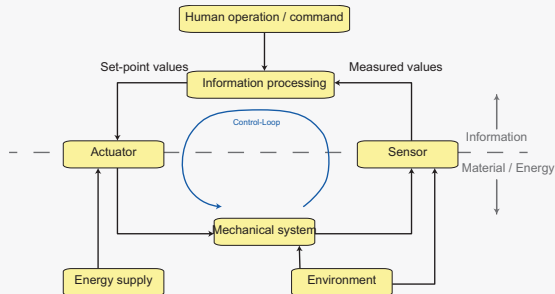 Human operation / command
Set-point values
Measured values
Information processing
Control-Loop
Information
Actuator
Sensor
Material / Energy
Mechanical system
Energy supply
Environment